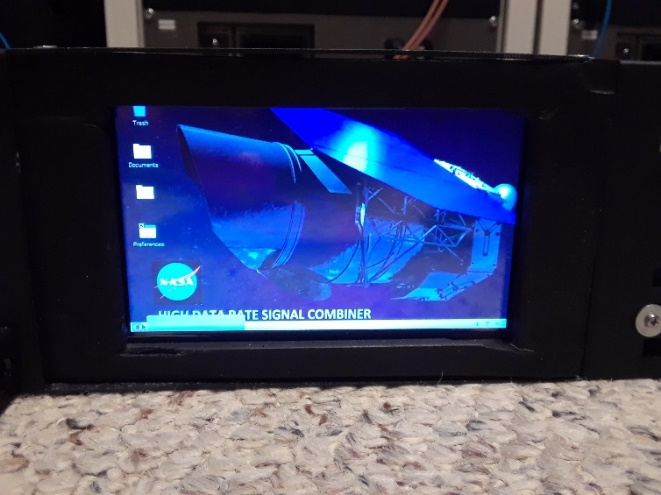 Trash
Documents
Preferences
NASA
HIGH DATA RATE SIGNAL COMBINER